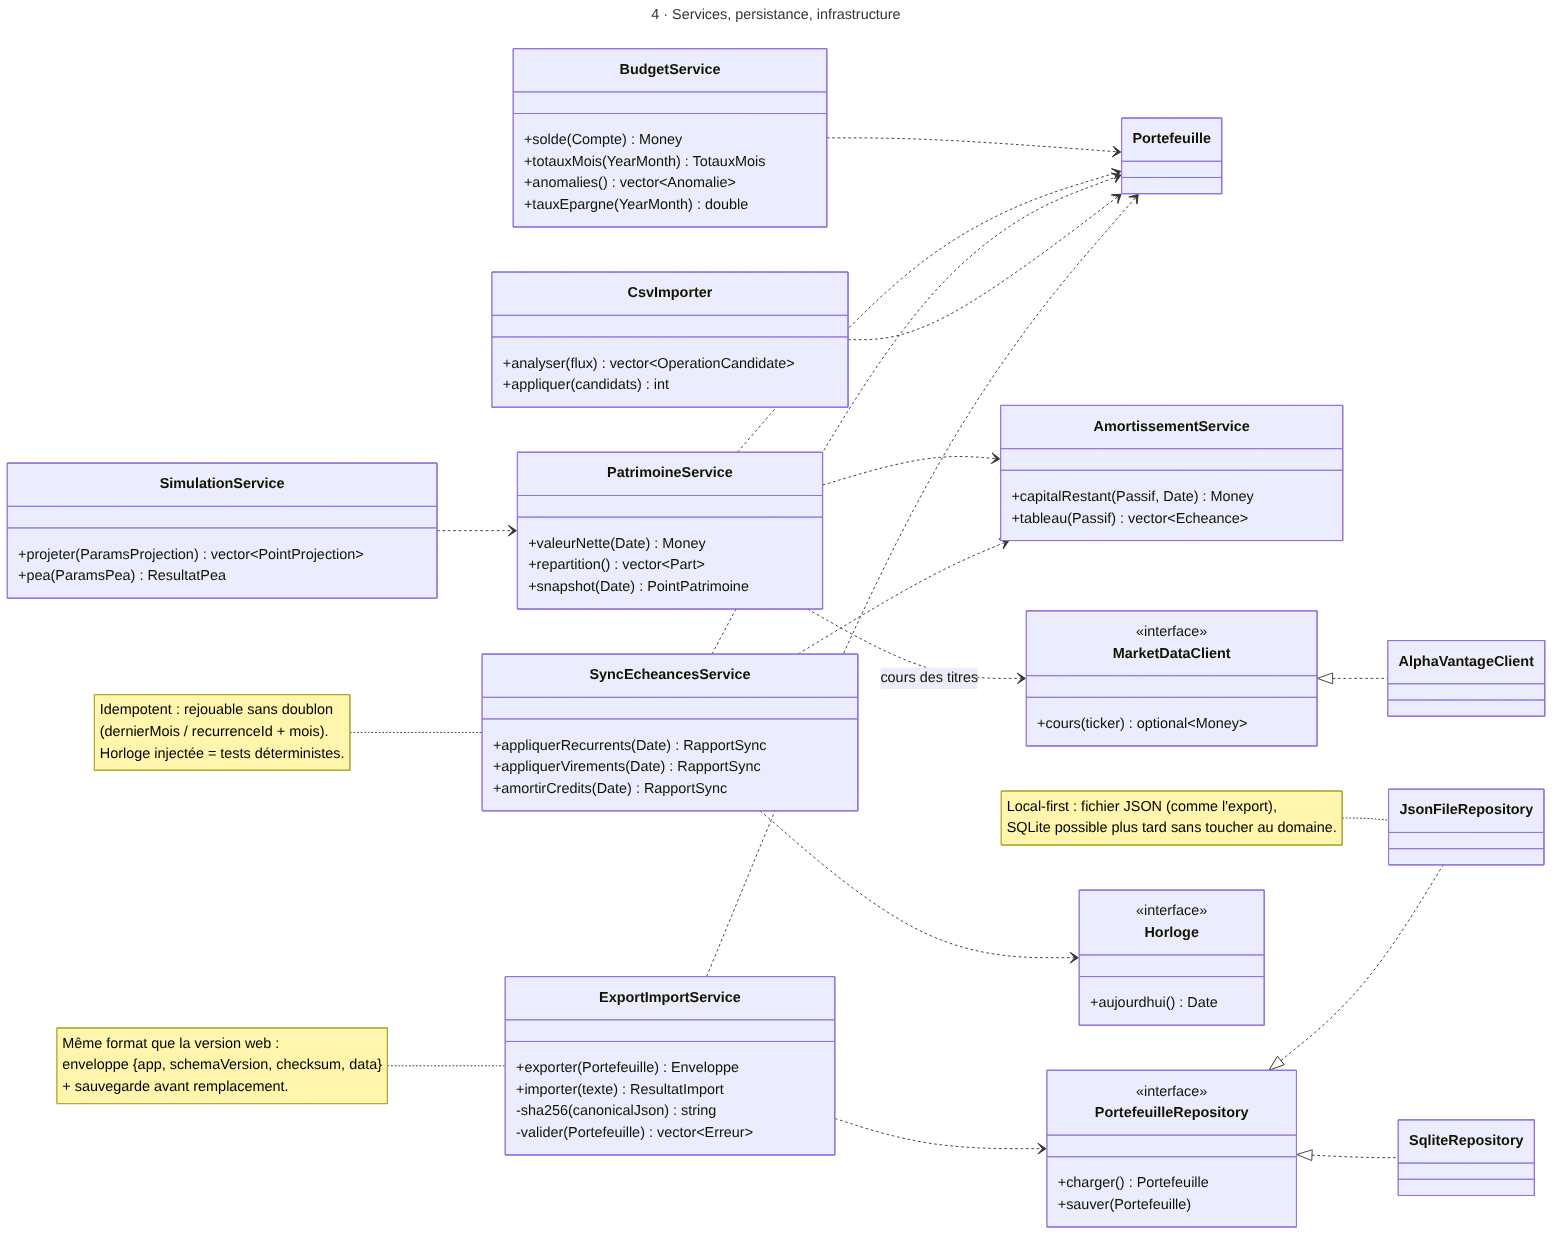 4 · Services, persistance, infrastructure
BudgetService
+solde(Compte) : Money
+totauxMois(YearMonth) : TotauxMois
+anomalies() : vector<Anomalie>
+tauxEpargne(YearMonth) : double
Portefeuille
CsvImporter
+analyser(flux) : vector<OperationCandidate>
+appliquer(candidats) : int
AmortissementService
+capitalRestant(Passif, Date) : Money
+tableau(Passif) : vector<Echeance>
SimulationService
+projeter(ParamsProjection) : vector<PointProjection>
+pea(ParamsPea) : ResultatPea
PatrimoineService
+valeurNette(Date) : Money
+repartition() : vector<Part>
+snapshot(Date) : PointPatrimoine
cours des titres
«interface»
MarketDataClient
+cours(ticker) : optional<Money>
AlphaVantageClient
SyncEcheancesService
+appliquerRecurrents(Date) : RapportSync
+appliquerVirements(Date) : RapportSync
+amortirCredits(Date) : RapportSync
Idempotent : rejouable sans doublon
(dernierMois / recurrenceId + mois).
Horloge injectée = tests déterministes.
Local-first : fichier JSON (comme l'export),
SQLite possible plus tard sans toucher au domaine.
JsonFileRepository
«interface»
Horloge
+aujourdhui() : Date
ExportImportService
+exporter(Portefeuille) : Enveloppe
+importer(texte) : ResultatImport
-sha256(canonicalJson) : string
-valider(Portefeuille) : vector<Erreur>
Même format que la version web :
enveloppe {app, schemaVersion, checksum, data}
+ sauvegarde avant remplacement.
«interface»
PortefeuilleRepository
+charger() : Portefeuille
+sauver(Portefeuille)
SqliteRepository